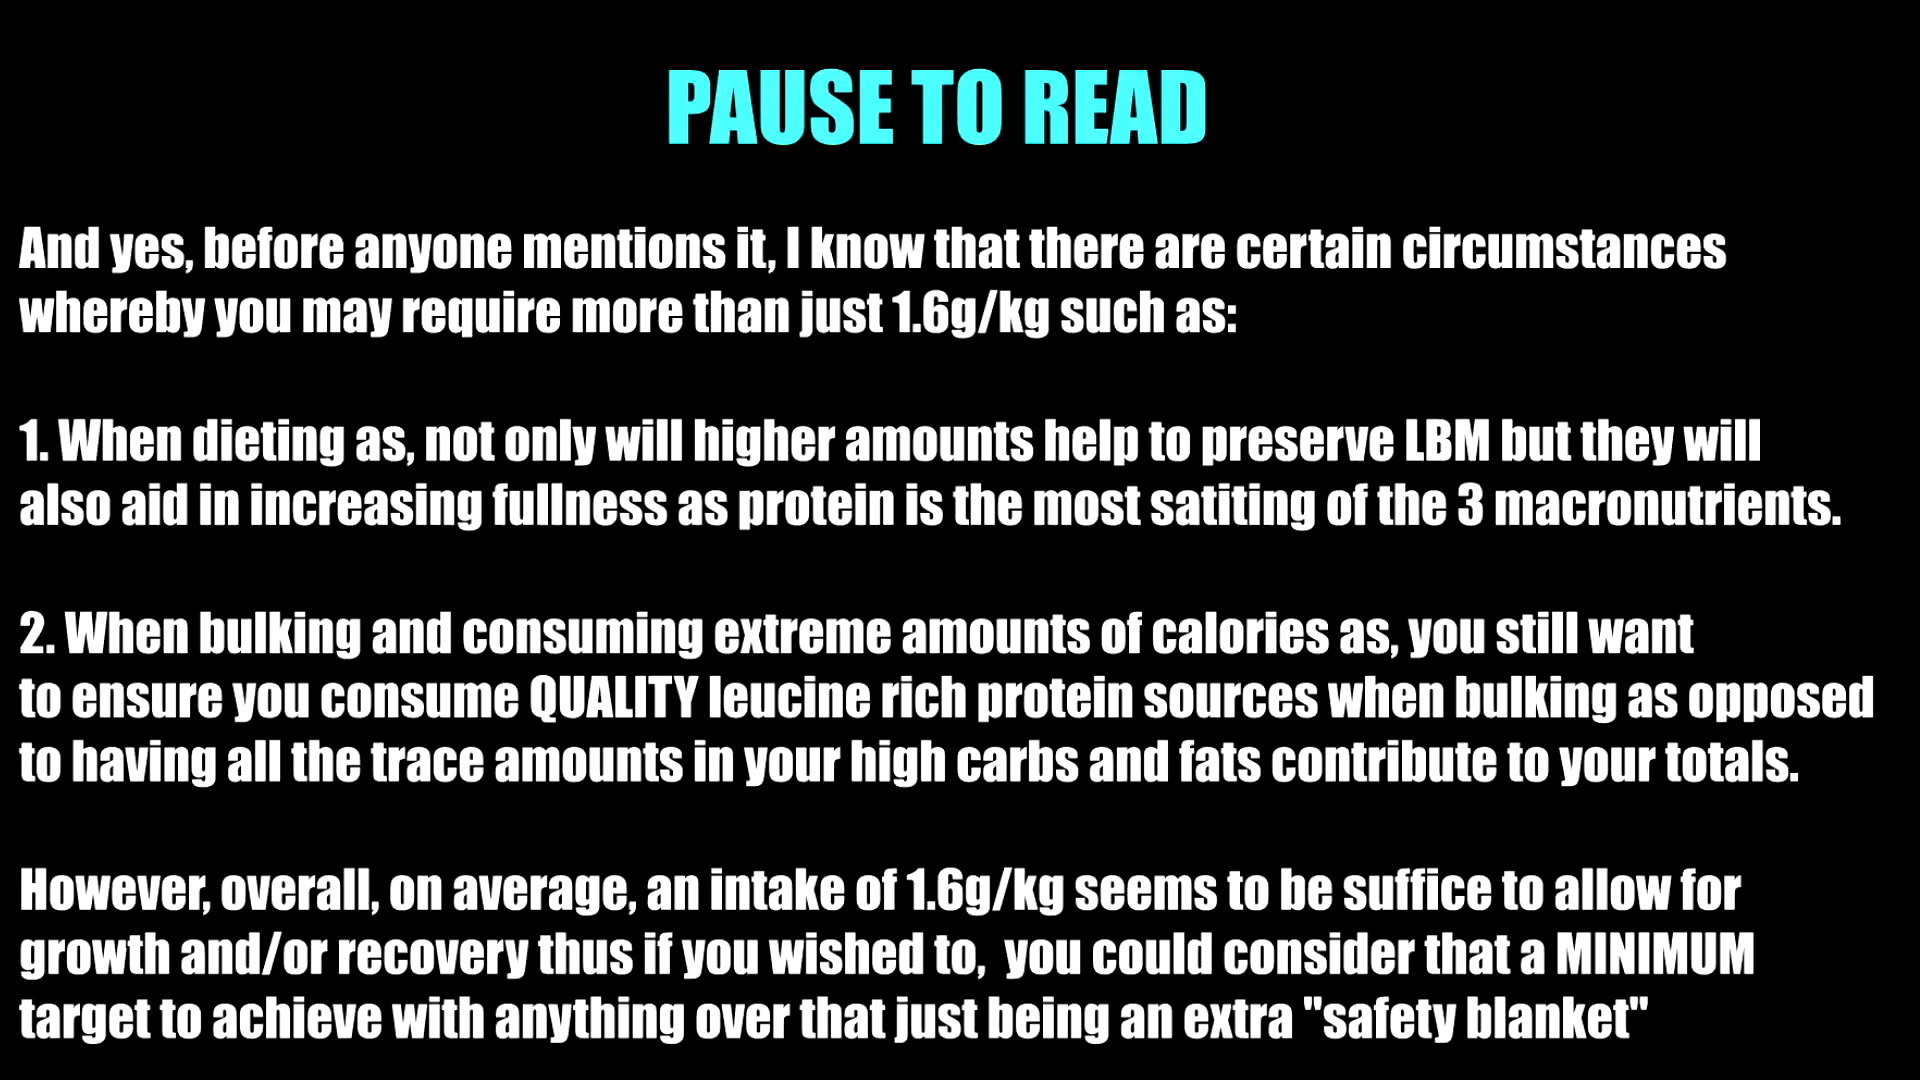 PAUSE TO READ
And yes, before anyone mentions it, I know that there are certain circumstances
whereby you may require more than just 1.6g/kg such as:
1. When dieting as, not only will higher amounts help to preserve LBM but they will
also aid in increasing fullness as protein is the most satiting of the 3 macronutrients.
2. When bulking and consuming extreme amounts of calories as, you still want
to ensure you consume QUALITY leucine rich protein sources when bulking as opposed
to having all the trace amounts in your high carbs and fats contribute to your totals.
However, overall, on average, an intake of 1.6g/kg seems to be suffice to allow for
growth and/or recovery thus if you wished to,  you could consider that a MINIMUM
target to achieve with anything over that just being an extra "safety blanket"